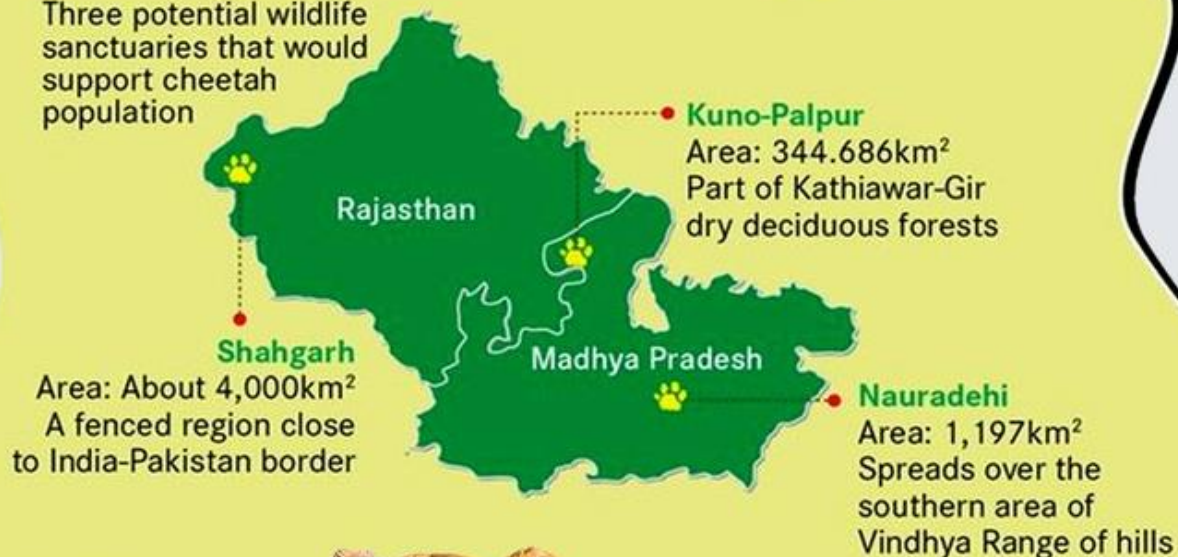 Three potential wildlife
sanctuaries that would
support cheetah
population
Kuno-Palpur
Area: 344.686km²
Part of Kathiawar-Gir
dry deciduous forests
Rajasthan
Shahgarh
Area: About 4,000km²
A fenced region close
to India-Pakistan border
Madhya Pradesh
Nauradehi
Area: 1,197km²
Spreads over the
southern area of
Vindhya Range of hills